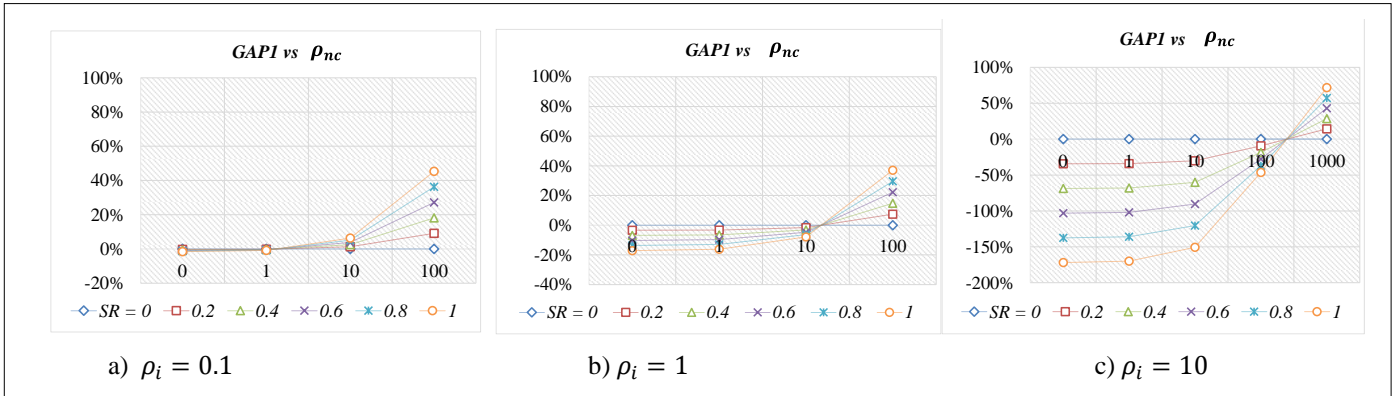 GAP1 vs ρnc
100%
80%
60%
40%
20%
0%
-20%
0 1 10 100
SR = 0 0.2 0.4 0.6 0.8 1
a) ρi = 0.1
GAP1 vs ρnc
100%
80%
60%
40%
20%
0%
-20%
-40%
0 1 10 100
SR = 0 0.2 0.4 0.6 0.8 1
b) ρi = 1
GAP1 vs ρnc
100%
50%
0%
-50%
-100%
-150%
-200%
0 1 10 100 1000
SR = 0 0.2 0.4 0.6 0.8 1
c) ρi = 10